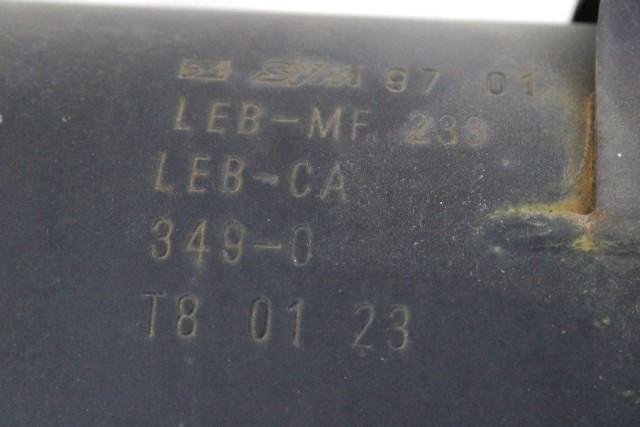 SYM 97 01
LEB-MF 233
LEB-CA
349-0
T8 01 23